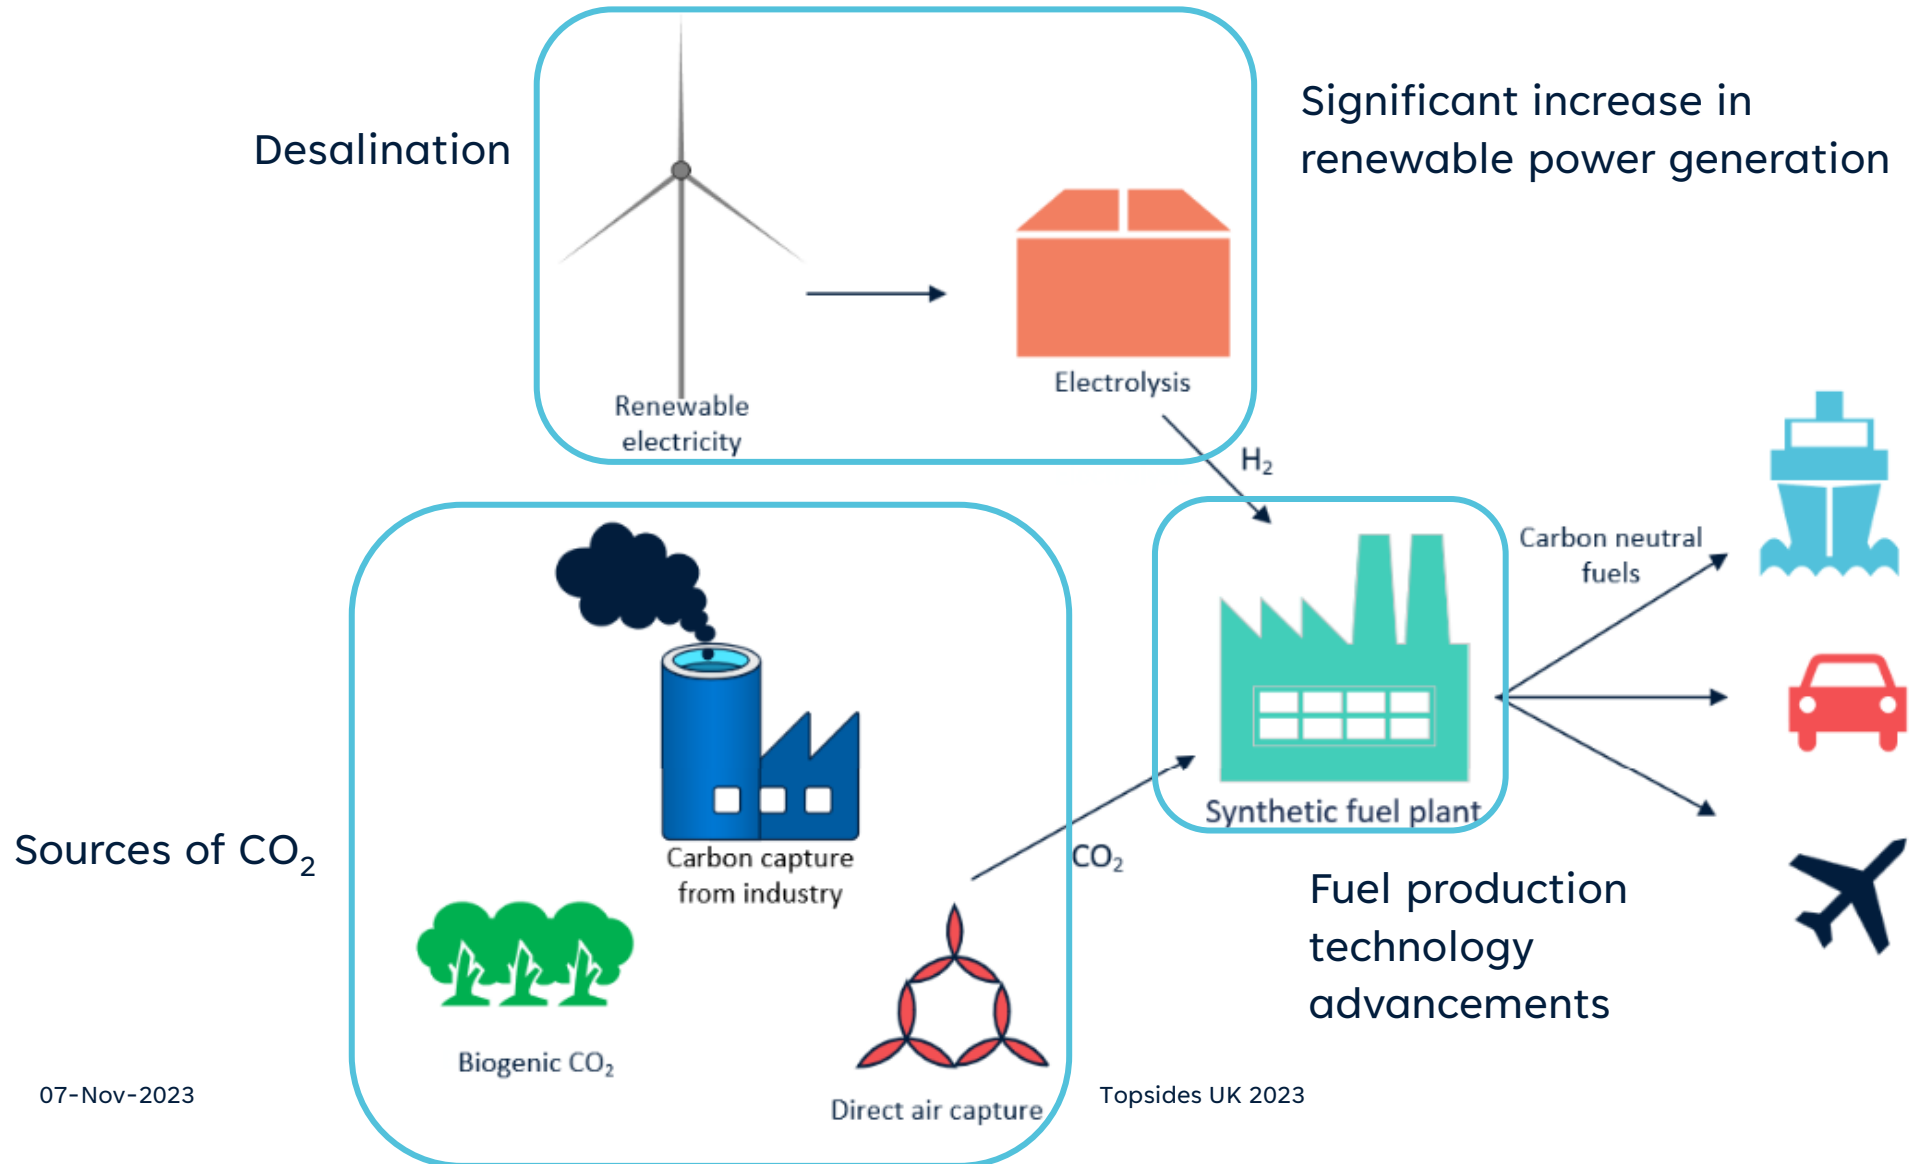 Desalination
Significant increase in
renewable power generation
Renewable
electricity
Electrolysis
H₂
Carbon neutral
fuels
Synthetic fuel plant
Sources of CO₂
Carbon capture
from industry
CO₂
Biogenic CO₂
Direct air capture
Fuel production
technology
advancements
07-Nov-2023
Topsides UK 2023